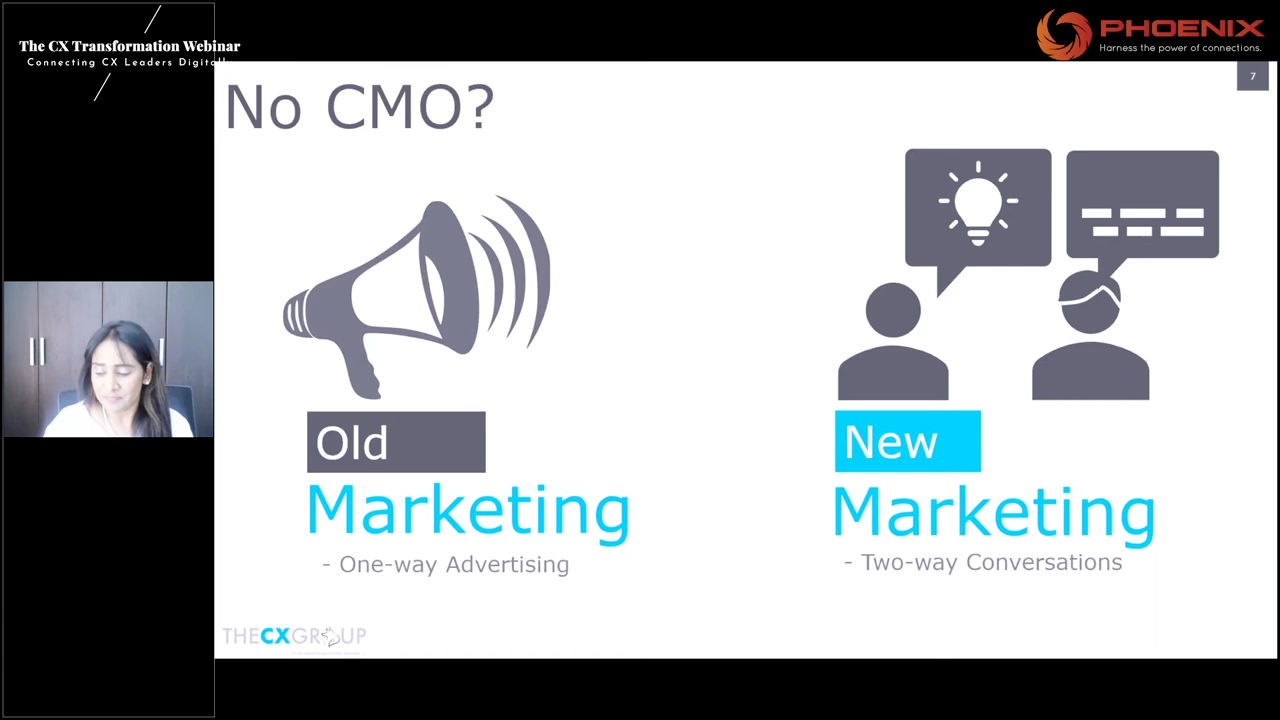 The CX Transformation Webinar
Connecting CX Leaders Digitally
PHOENIX
Harness the power of connections.
7
No CMO?
Old
Marketing
- One-way Advertising
New
Marketing
- Two-way Conversations
THECXGROUP